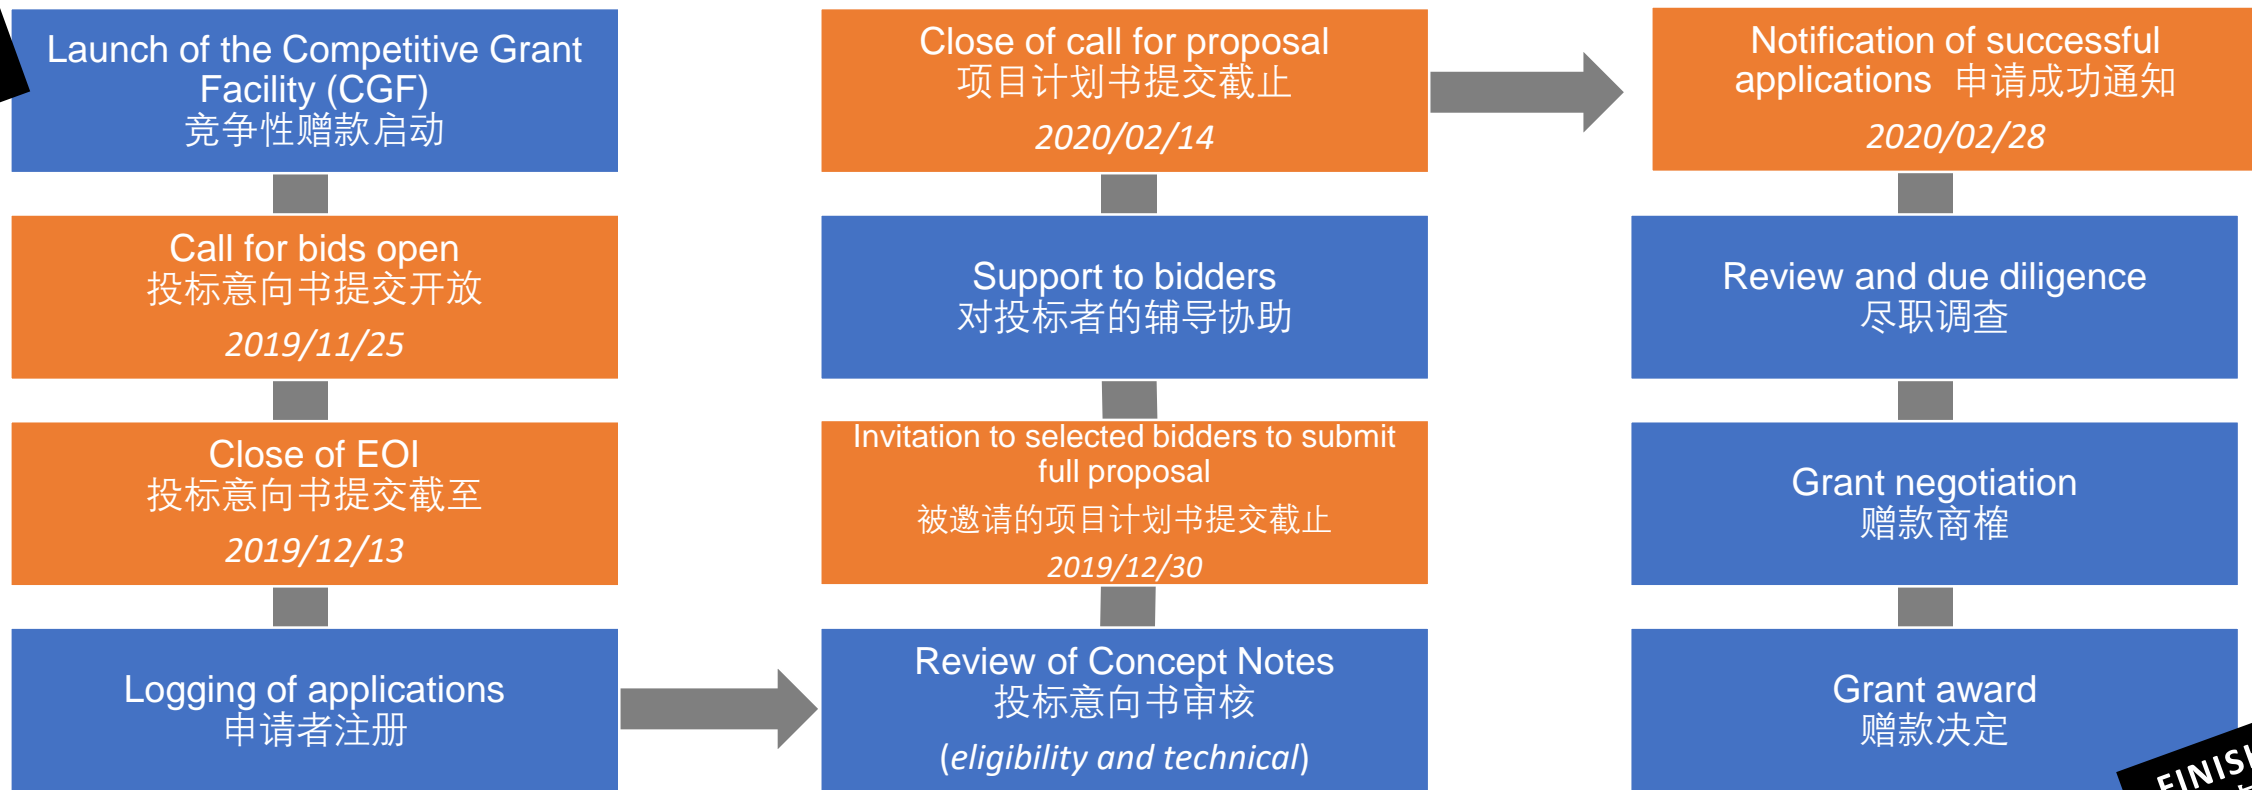 Launch of the Competitive Grant
Facility (CGF)
竞争性赠款启动
Call for bids open
投标意向书提交开放
2019/11/25
Close of EOI
投标意向书提交截至
2019/12/13
Logging of applications
申请者注册
Review of Concept Notes
投标意向书审核
(eligibility and technical)
Invitation to selected bidders to submit
full proposal
被邀请的项目计划书提交截止
2019/12/30
Support to bidders
对投标者的辅导协助
Close of call for proposal
项目计划书提交截止
2020/02/14
Notification of successful
applications 申请成功通知
2020/02/28
Review and due diligence
尽职调查
Grant negotiation
赠款商榷
Grant award
赠款决定